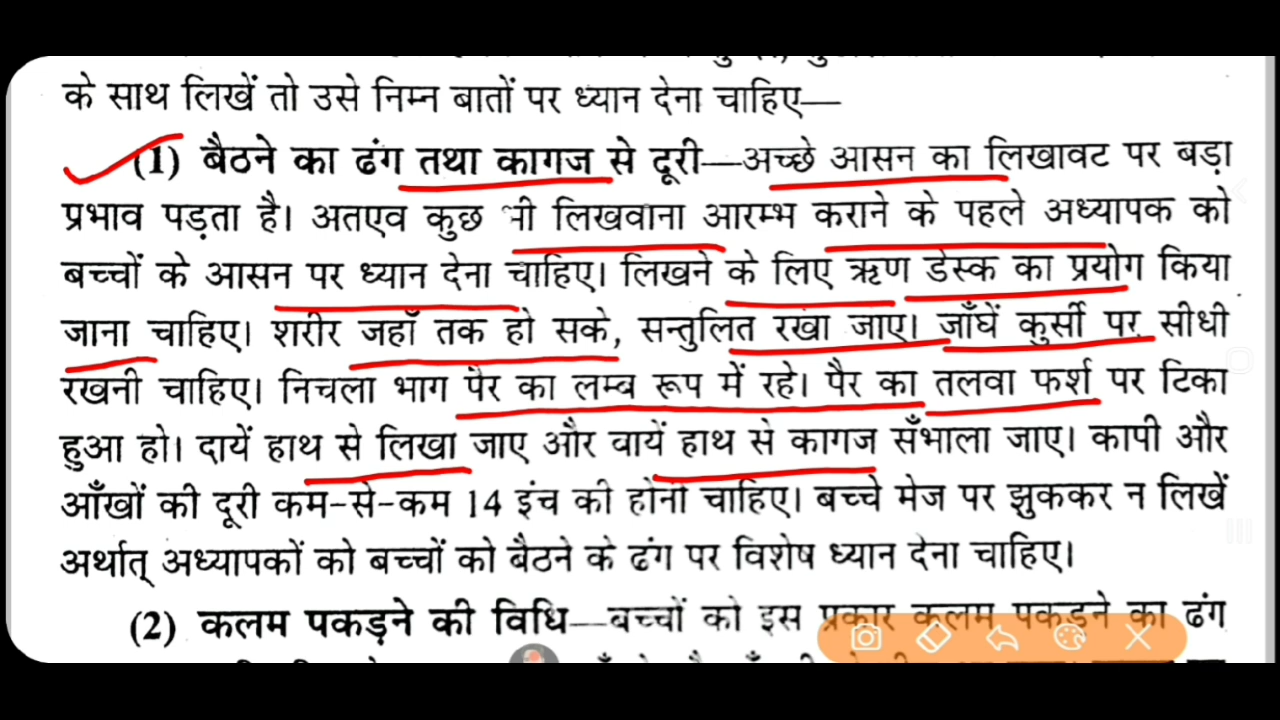 के साथ लिखें तो उसे निम्न बातों पर ध्यान देना चाहिए—
(1) बैठने का ढंग तथा कागज से दूरी—अच्छे आसन का लिखावट पर बड़ा
प्रभाव पड़ता है। अतएव कुछ भी लिखवाना आरम्भ कराने के पहले अध्यापक को
बच्चों के आसन पर ध्यान देना चाहिए। लिखने के लिए ऋण डेस्क का प्रयोग किया
जाना चाहिए। शरीर जहाँ तक हो सके, सन्तुलित रखा जाए। जाँघें कुर्सी पर सीधी
रखनी चाहिए। निचला भाग पैर का लम्ब रूप में रहे। पैर का तलवा फर्श पर टिका
हुआ हो। दायें हाथ से लिखा जाए और बायें हाथ से कागज सँभाला जाए। कापी और
आँखों की दूरी कम-से-कम 14 इंच की होनी चाहिए। बच्चे मेज पर झुककर न लिखें
अर्थात् अध्यापकों को बच्चों को बैठने के ढंग पर विशेष ध्यान देना चाहिए।
(2) कलम पकड़ने की विधि—बच्चों को इस प्रकार कलम पकड़ने का ढंग